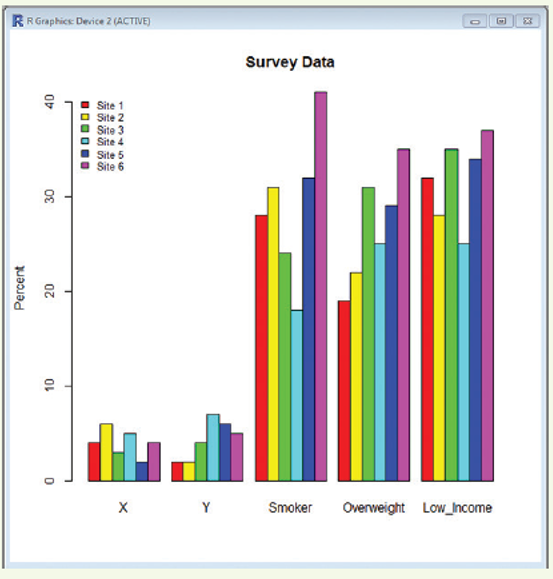 R Graphics: Device 2 (ACTIVE)
Survey Data
Site 1
Site 2
Site 3
Site 4
Site 5
Site 6
Percent
40
30
20
10
0
X Y Smoker Overweight Low_Income